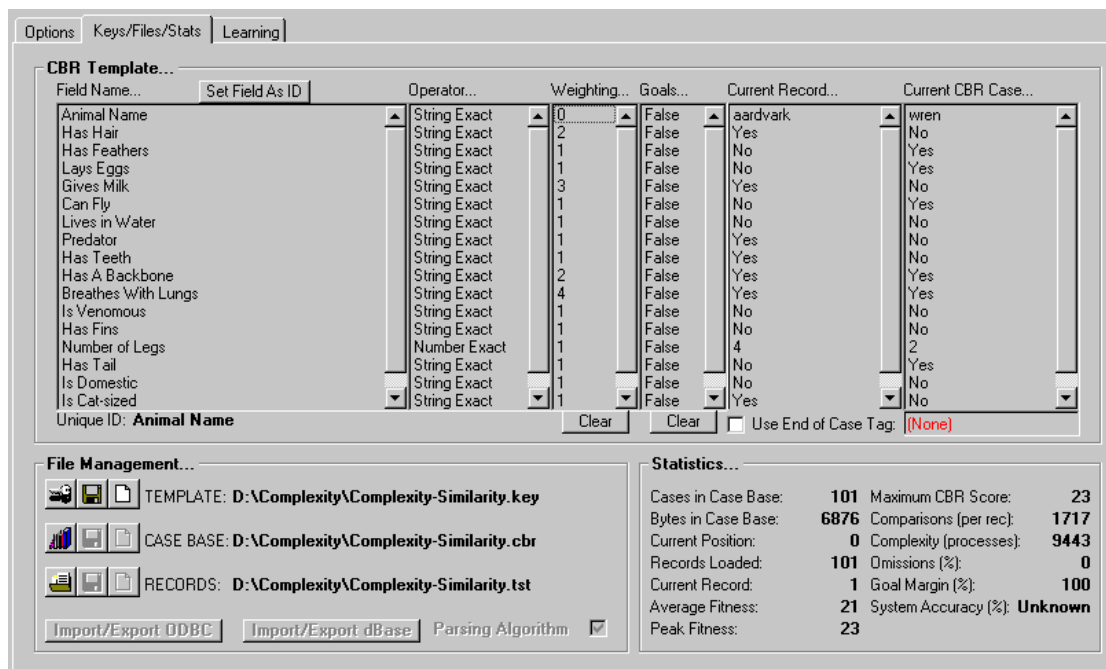 Options Keys/Files/Stats Learning
CBR Template...
Field Name... Set Field As ID Operator... Weighting... Goals... Current Record... Current CBR Case...
Animal Name String Exact 0 False aardvark wren
Has Hair String Exact 2 False Yes No
Has Feathers String Exact 1 False No Yes
Lays Eggs String Exact 1 False No Yes
Gives Milk String Exact 3 False Yes No
Can Fly String Exact 1 False No Yes
Lives in Water String Exact 1 False No No
Predator String Exact 1 False Yes No
Has Teeth String Exact 1 False Yes No
Has A Backbone String Exact 2 False Yes Yes
Breathes With Lungs String Exact 4 False Yes Yes
Is Venomous String Exact 1 False No No
Has Fins String Exact 1 False No No
Number of Legs Number Exact 1 False 4 2
Has Tail String Exact 1 False No Yes
Is Domestic String Exact 1 False No No
Is Cat-sized String Exact 1 False Yes No
Unique ID: Animal Name Clear Clear Use End of Case Tag: (None)
File Management...
TEMPLATE: D:\Complexity\Complexity-Similarity.key
CASE BASE: D:\Complexity\Complexity-Similarity.cbr
RECORDS: D:\Complexity\Complexity-Similarity.tst
Import/Export ODBC Import/Export dBase Parsing Algorithm
Statistics...
Cases in Case Base: 101 Maximum CBR Score: 23
Bytes in Case Base: 6876 Comparisons (per rec): 1717
Current Position: 0 Complexity (processes): 9443
Records Loaded: 101 Omissions (%): 0
Current Record: 1 Goal Margin (%): 100
Average Fitness: 21 System Accuracy (%): Unknown
Peak Fitness: 23